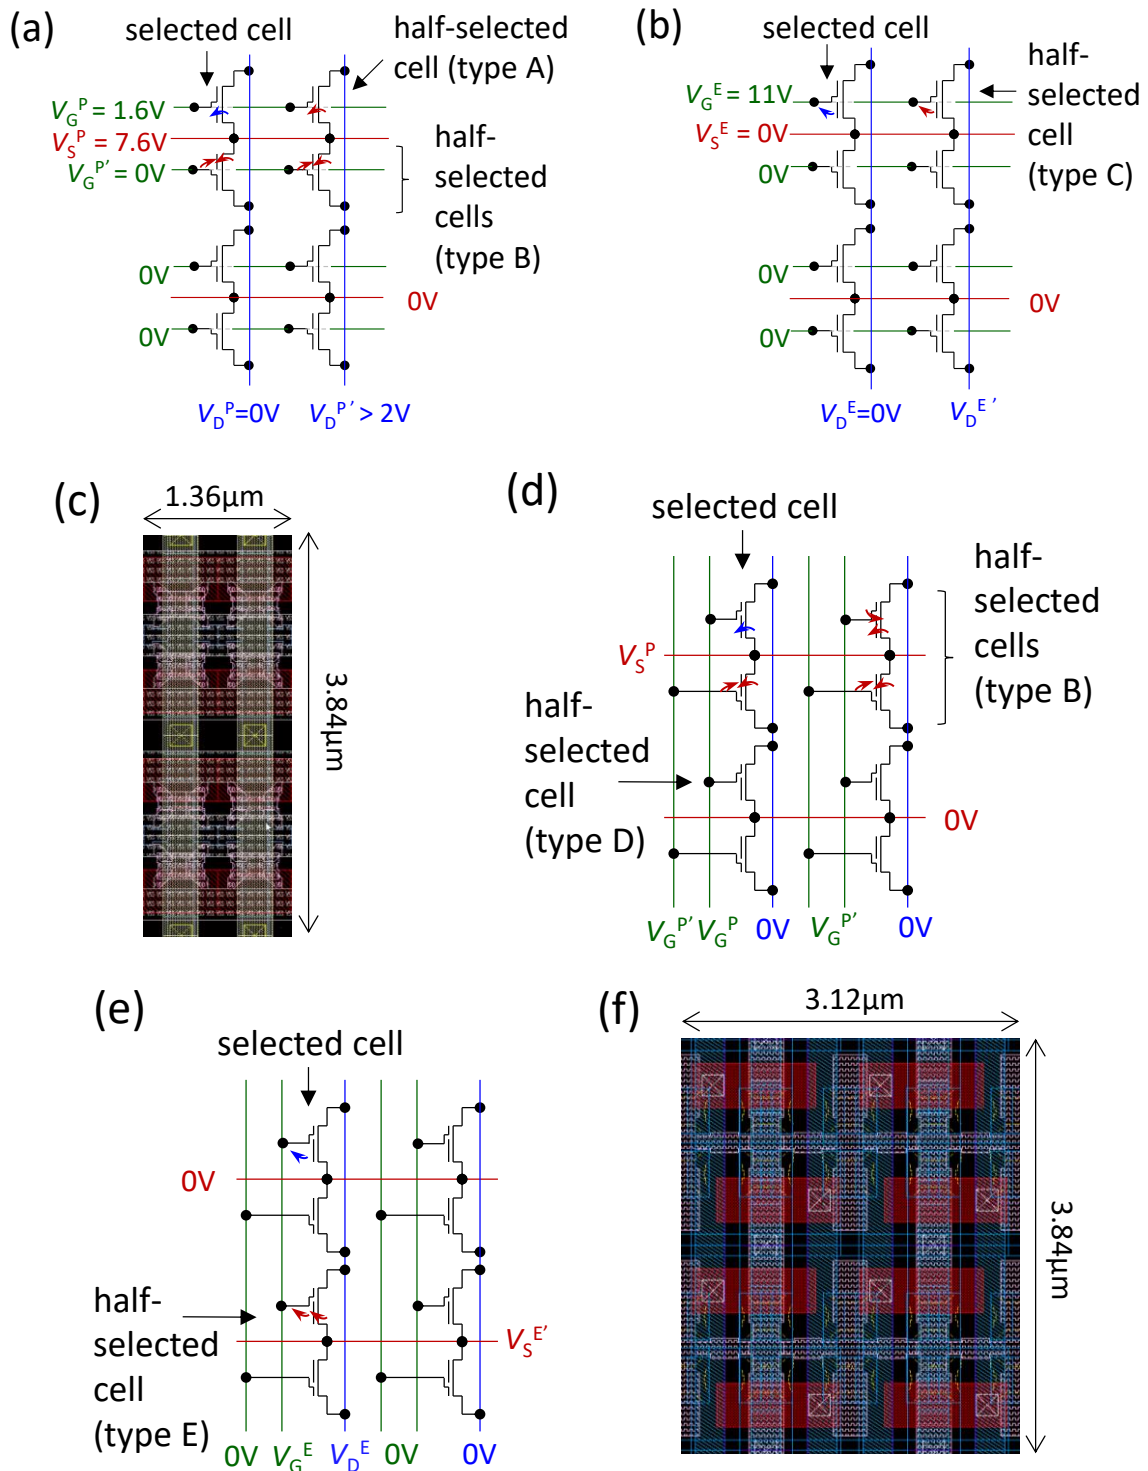 (a)
selected cell
half-selected
cell (type A)
V_G^P = 1.6V
V_S^P = 7.6V
V_G^P' = 0V
half-
selected
cells
(type B)
0V
0V
0V
V_D^P=0V
V_D^P' > 2V
(b)
selected cell
half-
selected
cell
(type C)
V_G^E = 11V
V_S^E = 0V
0V
0V
0V
0V
V_D^E=0V
V_D^E'
(c)
1.36μm
3.84μm
(d)
selected cell
half-
selected
cells
(type B)
V_S^P
half-
selected
cell
(type D)
0V
V_G^P' V_G^P 0V V_G^P' 0V
(e)
selected cell
0V
half-
selected
cell
(type E)
V_S^E'
0V V_G^E V_D^E 0V 0V
(f)
3.12μm
3.84μm